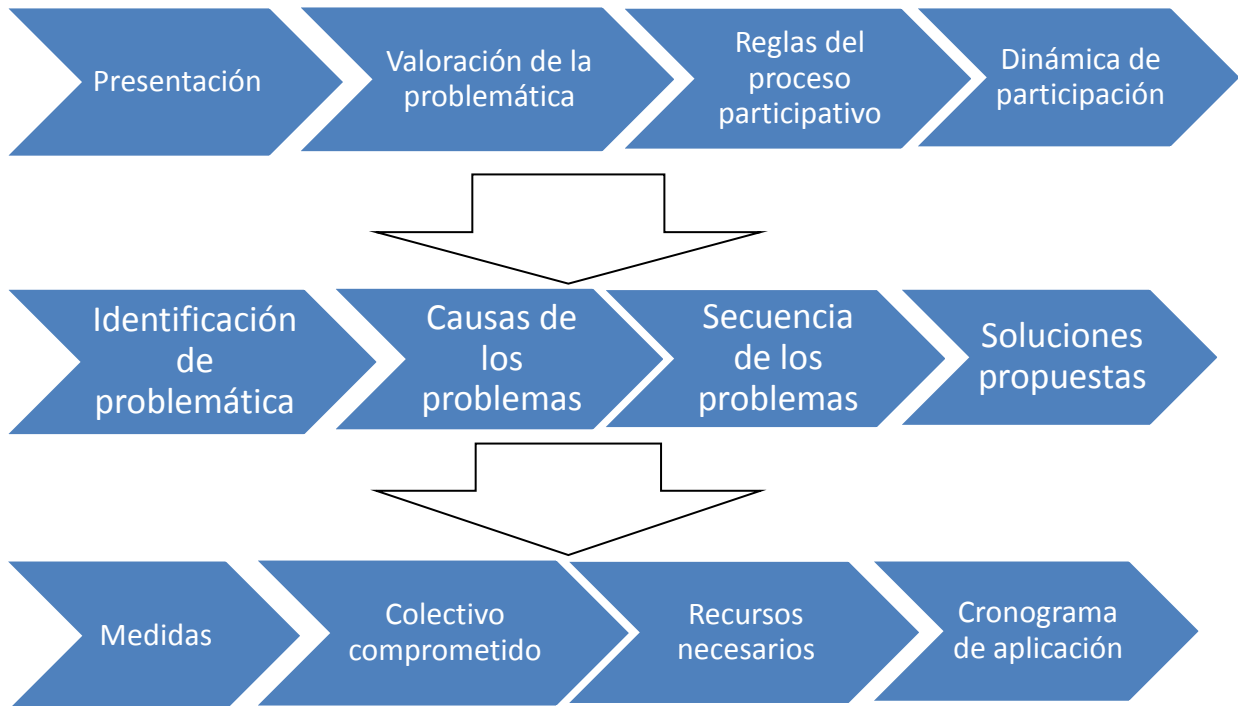 Presentación
Valoración de la
problemática
Reglas del
proceso
participativo
Dinámica de
participación
Identificación
de
problemática
Causas de
los
problemas
Secuencia
de los
problemas
Soluciones
propuestas
Medidas
Colectivo
comprometido
Recursos
necesarios
Cronograma
de aplicación